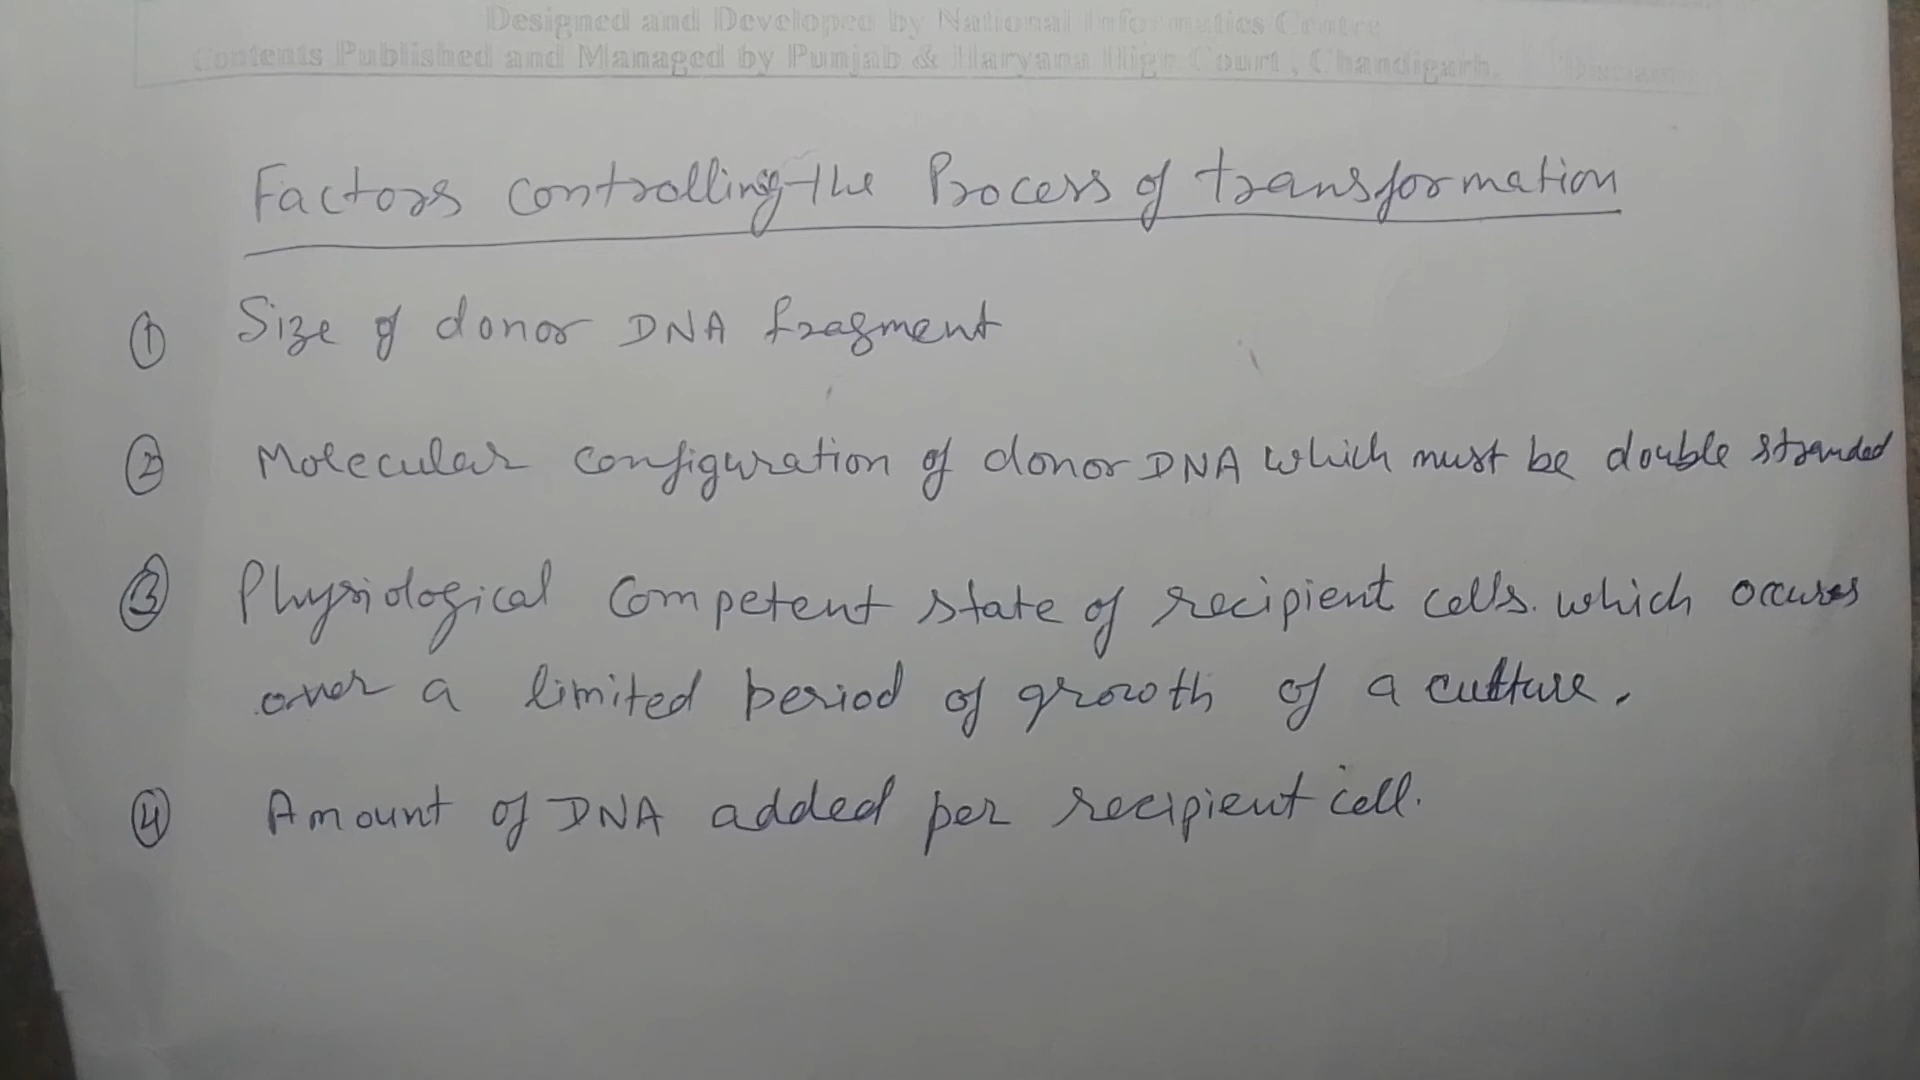 Designed and Developed by National Informatics Centre
Contents Published and Managed by Punjab & Haryana High Court, Chandigarh.
Factors controlling the Process of transformation
① Size of donor DNA fragment
② Molecular configuration of donor DNA which must be double stranded
③ Physiological Competent state of recipient cells. which occures
over a limited period of growth of a culture.
④ Amount of DNA added per recipient cell.